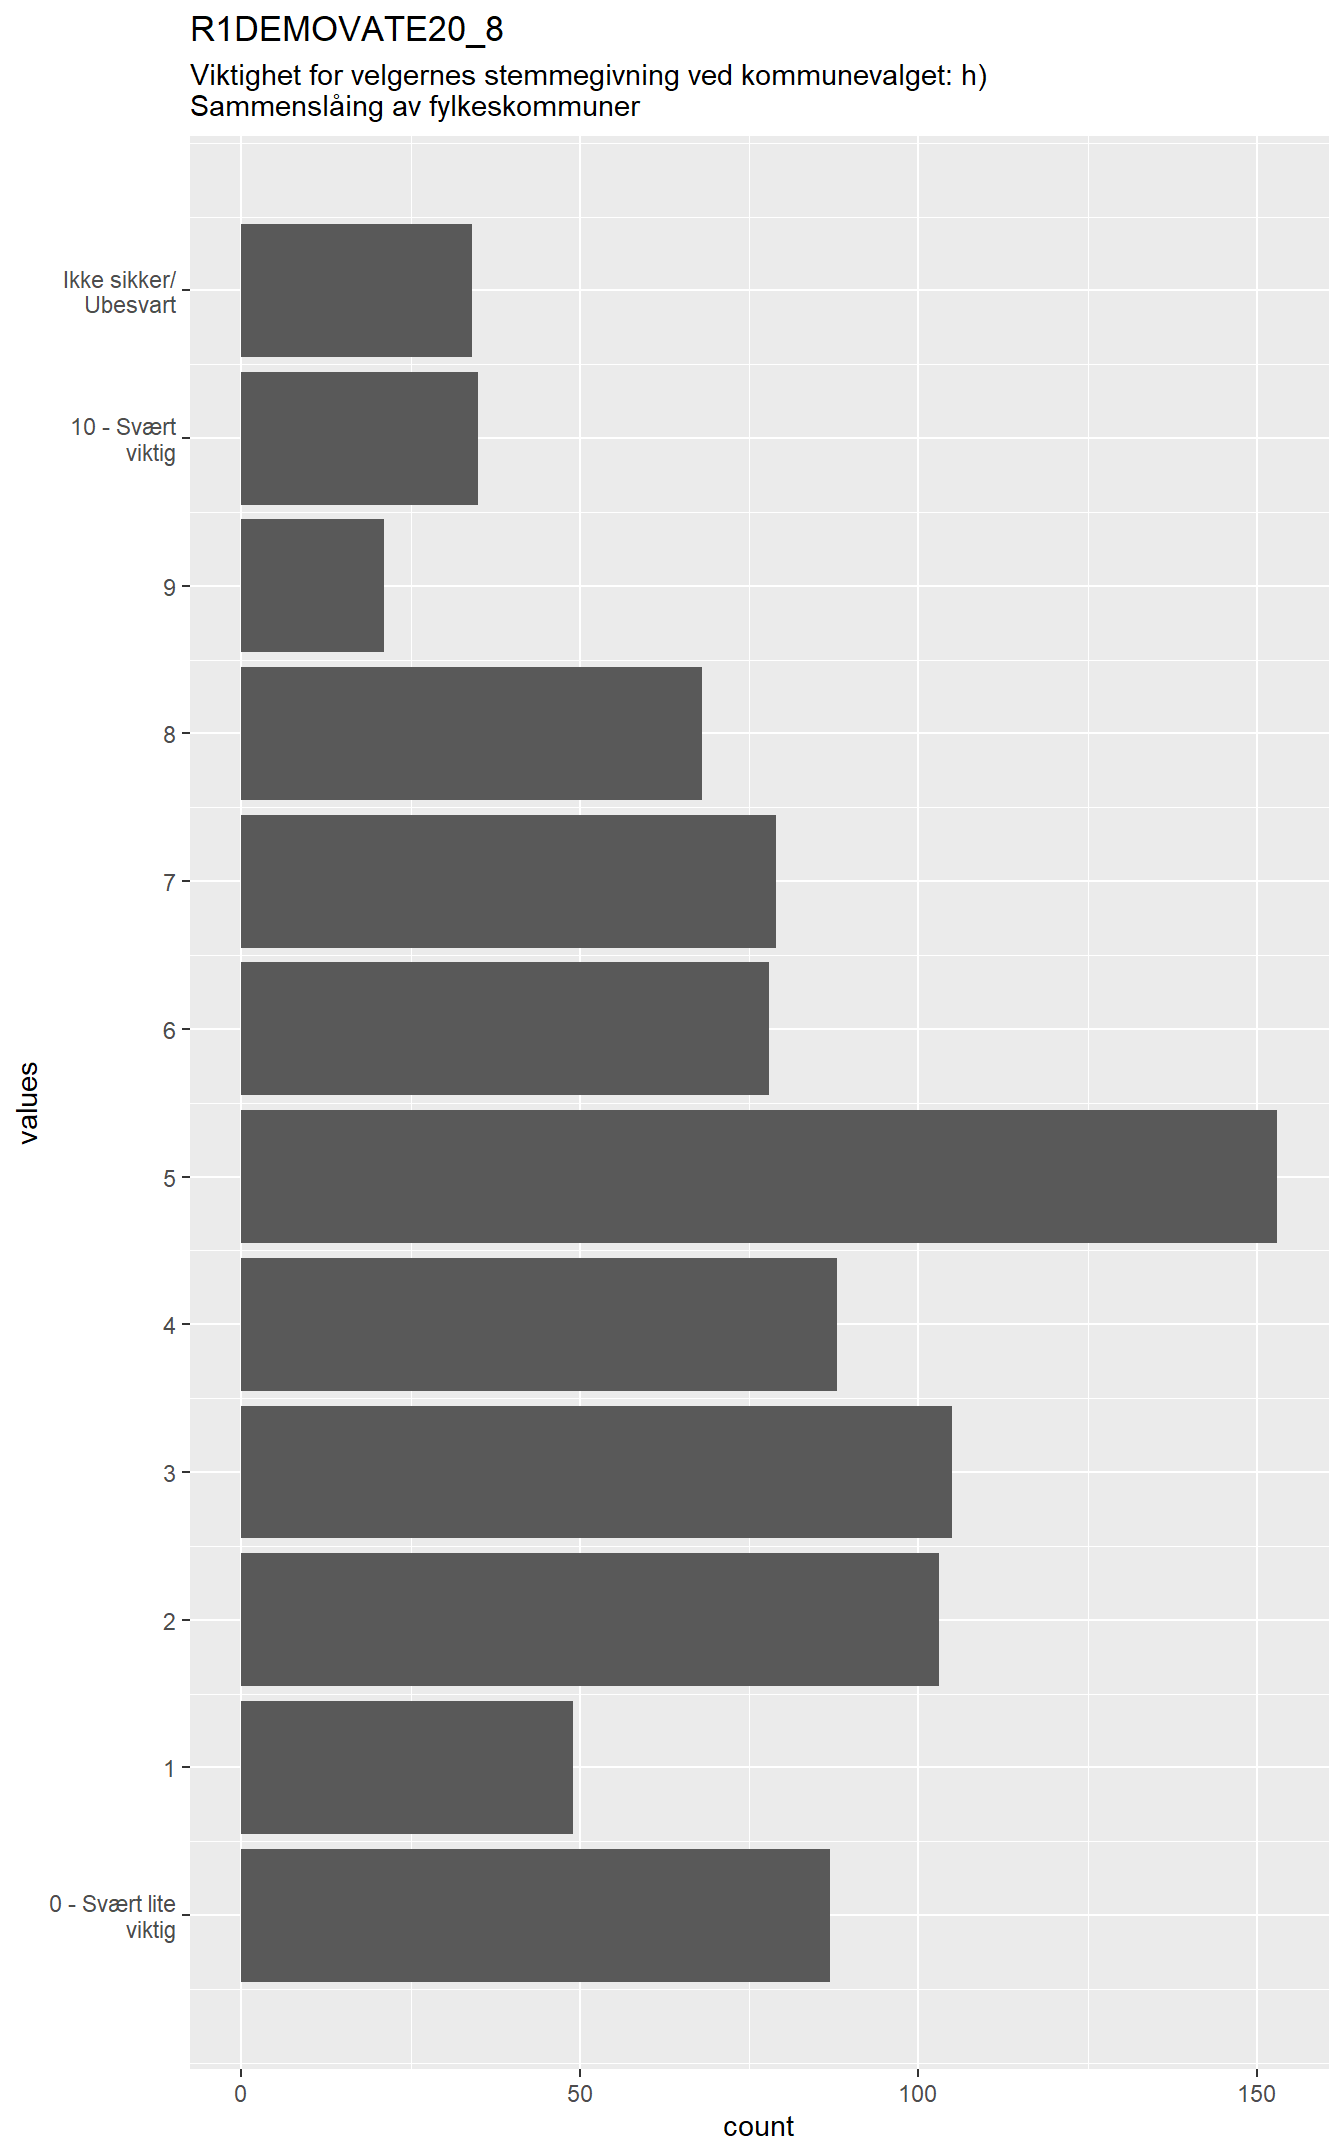 R1DEMOVATE20_8
Viktighet for velgernes stemmegivning ved kommunevalget: h)
Sammenslåing av fylkeskommuner
Ikke sikker/
Ubesvart
10 - Svært
viktig
9
8
7
6
5
4
3
2
1
0 - Svært lite
viktig
values
0 50 100 150
count